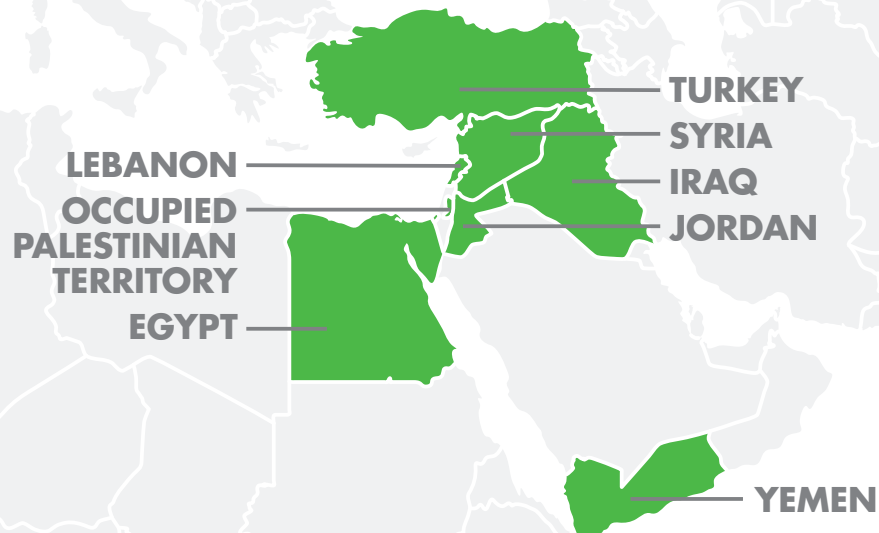 TURKEY
SYRIA
LEBANON
IRAQ
OCCUPIED
PALESTINIAN
TERRITORY
JORDAN
EGYPT
YEMEN